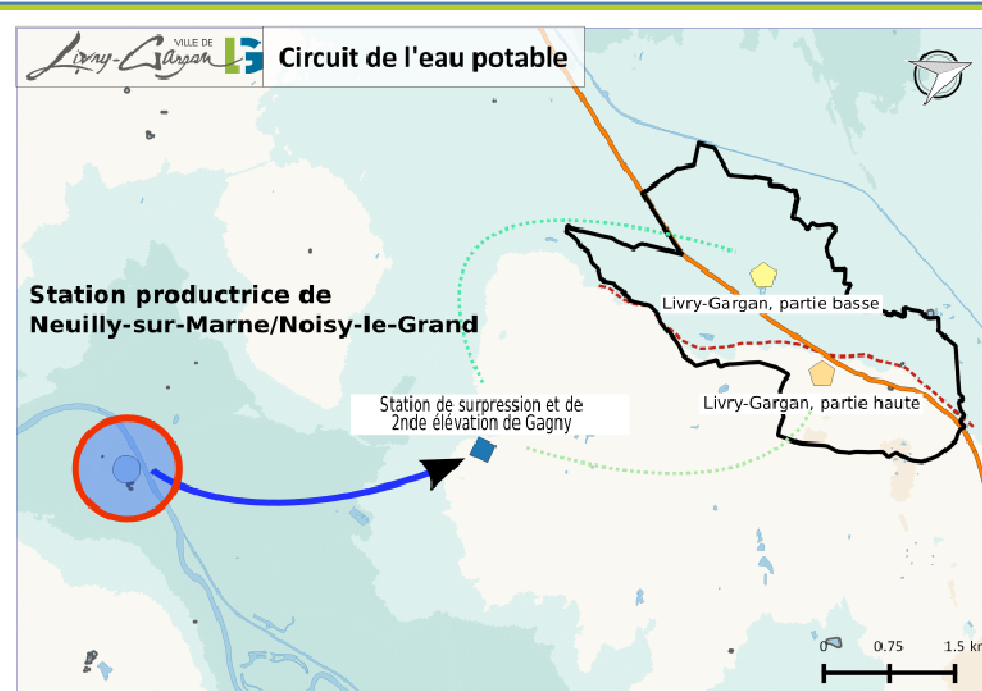 VILLE DE
Livry-Gargan
LG
Circuit de l'eau potable
Station productrice de
Neuilly-sur-Marne/Noisy-le-Grand
Livry-Gargan, partie basse
Station de surpression et de
2nde élévation de Gagny
Livry-Gargan, partie haute
0 0.75 1.5 km